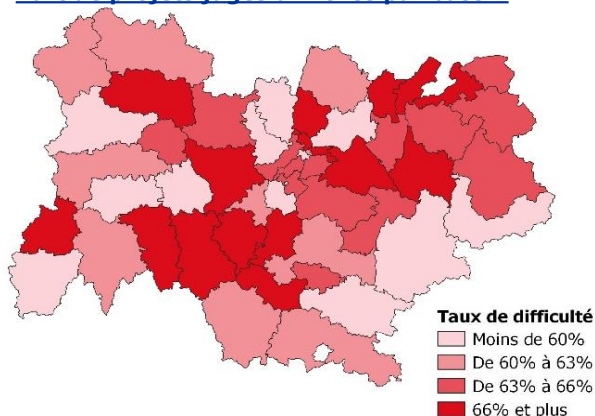 Taux de difficulté
Moins de 60%
De 60% à 63%
De 63% à 66%
66% et plus